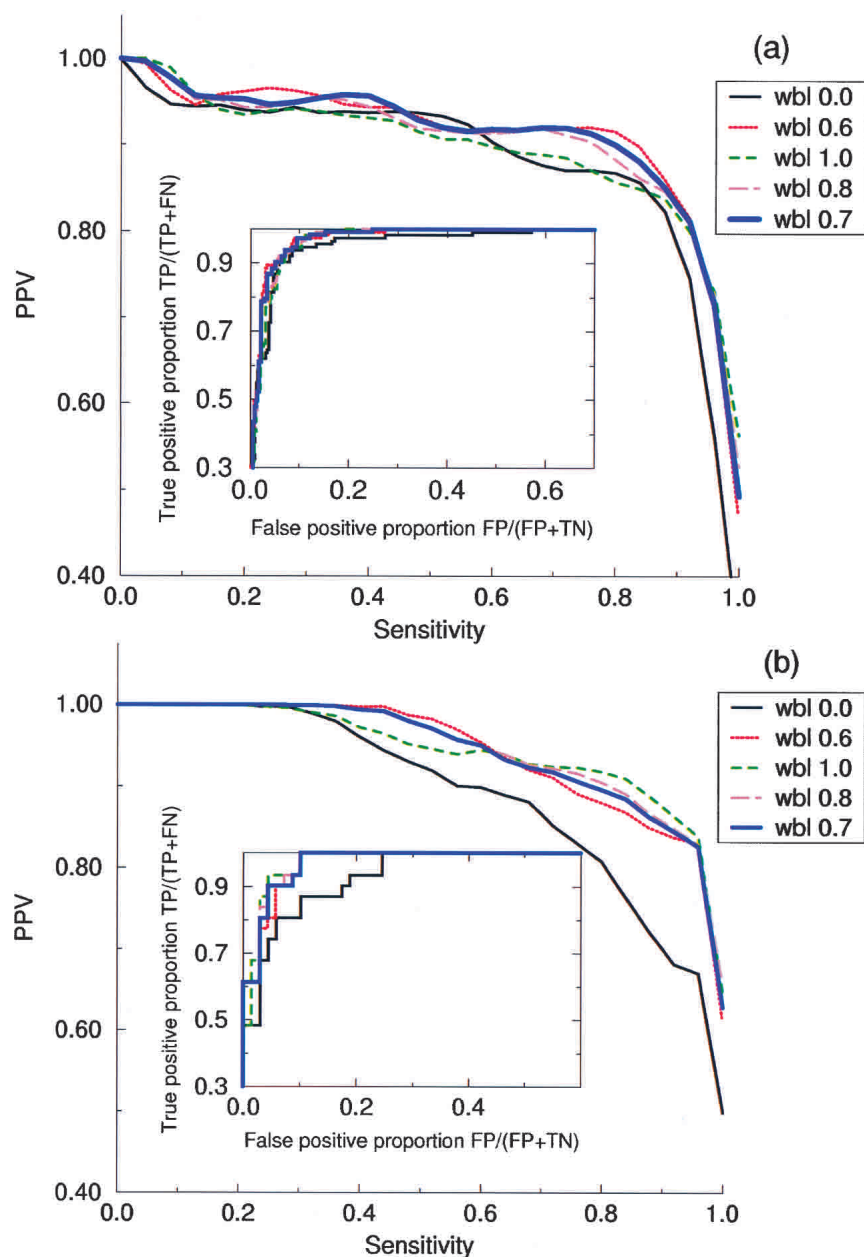 (a)
wbl 0.0
wbl 0.6
wbl 1.0
wbl 0.8
wbl 0.7
1.00
0.80
0.60
0.40
PPV
0.0 0.2 0.4 0.6 0.8 1.0
Sensitivity
True positive proportion TP/(TP+FN)
0.9
0.7
0.5
0.3
0.0 0.2 0.4 0.6
False positive proportion FP/(FP+TN)
(b)
wbl 0.0
wbl 0.6
wbl 1.0
wbl 0.8
wbl 0.7
1.00
0.80
0.60
0.40
PPV
0.0 0.2 0.4 0.6 0.8 1.0
Sensitivity
True positive proportion TP/(TP+FN)
0.9
0.7
0.5
0.3
0.0 0.2 0.4
False positive proportion FP/(FP+TN)